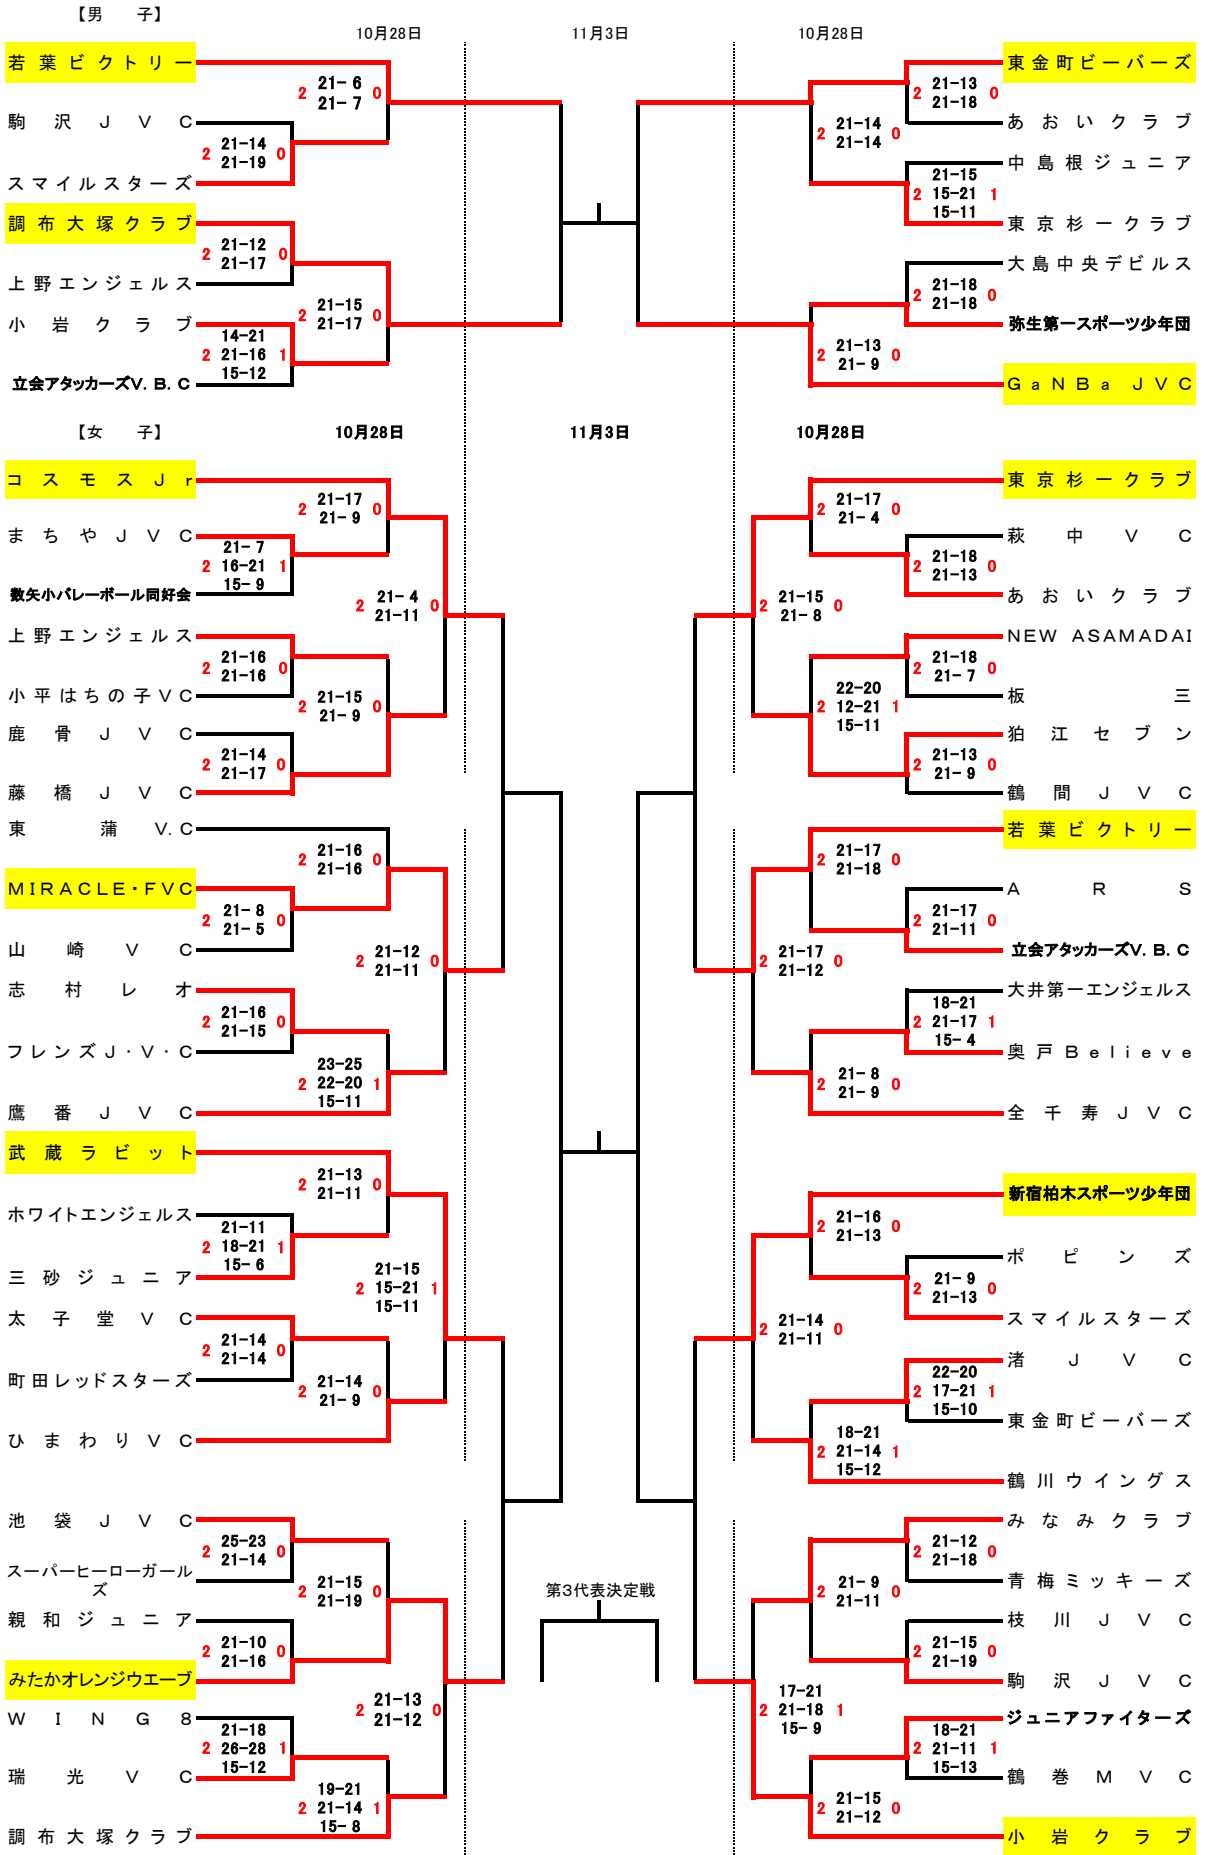 【男　子】
10月28日
11月3日
10月28日
若葉ビクトリー
2 21-6 0
21-7
駒沢ＪＶＣ
2 21-14 0
21-19
スマイルスターズ
調布大塚クラブ
2 21-12 0
21-17
上野エンジェルス
2 21-15 0
21-17
小岩クラブ
14-21
2 21-16 1
15-12
立会アタッカーズV.B.C
東金町ビーバーズ
2 21-13 0
21-18
あおいクラブ
2 21-14 0
21-14
中島根ジュニア
21-15
2 15-21 1
15-11
東京杉一クラブ
大島中央デビルス
2 21-18 0
21-18
弥生第一スポーツ少年団
2 21-13 0
21-9
GaNBa JVC
【女　子】
10月28日
11月3日
10月28日
コスモスJr
2 21-17 0
21-9
まちやＪＶＣ
21-7
2 16-21 1
15-9
数矢小バレーボール同好会
2 21-4 0
21-11
上野エンジェルス
2 21-16 0
21-16
小平はちの子ＶＣ
2 21-15 0
21-9
鹿骨ＪＶＣ
2 21-14 0
21-17
藤橋ＪＶＣ
東蒲V.C
2 21-16 0
21-16
MIRACLE・FVC
2 21-8 0
21-5
山崎ＶＣ
2 21-12 0
21-11
志村レオ
2 21-16 0
21-15
フレンズＪ・Ｖ・Ｃ
23-25
2 22-20 1
15-11
鷹番ＪＶＣ
武蔵ラビット
2 21-13 0
21-11
ホワイトエンジェルス
21-11
2 18-21 1
15-6
三砂ジュニア
21-15
2 15-21 1
15-11
太子堂ＶＣ
2 21-14 0
21-14
町田レッドスターズ
2 21-14 0
21-9
ひまわりＶＣ
池袋ＪＶＣ
2 25-23 0
21-14
スーパーヒーローガールズ
2 21-15 0
21-19
親和ジュニア
2 21-10 0
21-16
みたかオレンジウエーブ
2 21-13 0
21-12
ＷＩＮＧ８
21-18
2 26-28 1
15-12
瑞光ＶＣ
19-21
2 21-14 1
15-8
調布大塚クラブ
第3代表決定戦
東京杉一クラブ
2 21-17 0
21-4
萩中ＶＣ
2 21-18 0
21-13
あおいクラブ
2 21-15 0
21-8
NEW ASAMADAI
2 21-18 0
21-7
板三
22-20
2 12-21 1
15-11
狛江セブン
2 21-13 0
21-9
鶴間ＪＶＣ
若葉ビクトリー
2 21-17 0
21-18
ＡＲＳ
2 21-17 0
21-11
立会アタッカーズV.B.C
2 21-17 0
21-12
大井第一エンジェルス
18-21
2 21-17 1
15-4
奥戸Believe
2 21-8 0
21-9
全千寿ＪＶＣ
新宿柏木スポーツ少年団
2 21-16 0
21-13
ポピンズ
2 21-9 0
21-13
スマイルスターズ
2 21-14 0
21-11
渚ＪＶＣ
22-20
2 17-21 1
15-10
東金町ビーバーズ
18-21
2 21-14 1
15-12
鶴川ウイングス
みなみクラブ
2 21-12 0
21-18
青梅ミッキーズ
2 21-9 0
21-11
枝川ＪＶＣ
2 21-15 0
21-19
駒沢ＪＶＣ
17-21
2 21-18 1
15-9
ジュニアファイターズ
18-21
2 21-11 1
15-13
鶴巻ＭＶＣ
2 21-15 0
21-12
小岩クラブ